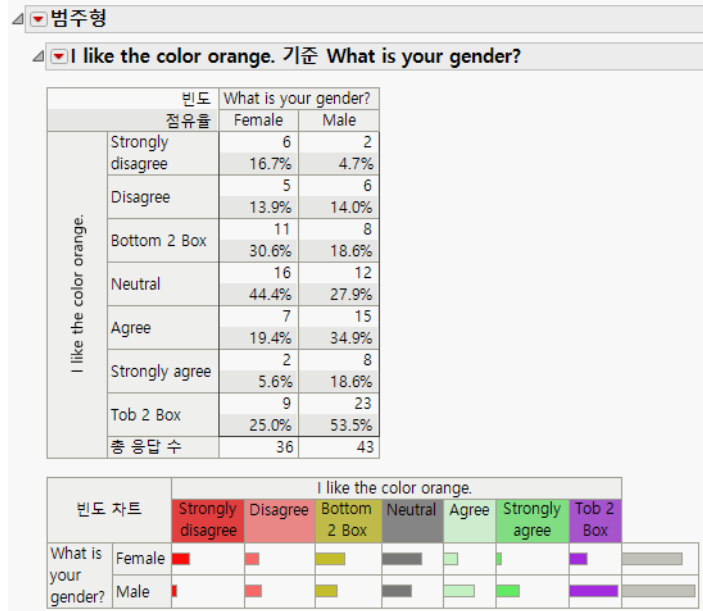 범주형
I like the color orange. 기준 What is your gender?
빈도 What is your gender?
점유율 Female Male
Strongly disagree 6 2
16.7% 4.7%
Disagree 5 6
13.9% 14.0%
Bottom 2 Box 11 8
30.6% 18.6%
Neutral 16 12
44.4% 27.9%
Agree 7 15
19.4% 34.9%
Strongly agree 2 8
5.6% 18.6%
Tob 2 Box 9 23
25.0% 53.5%
총 응답 수 36 43
I like the color orange.
I like the color orange.
빈도 차트 Strongly disagree Disagree Bottom 2 Box Neutral Agree Strongly agree Tob 2 Box
What is your gender? Female
Male